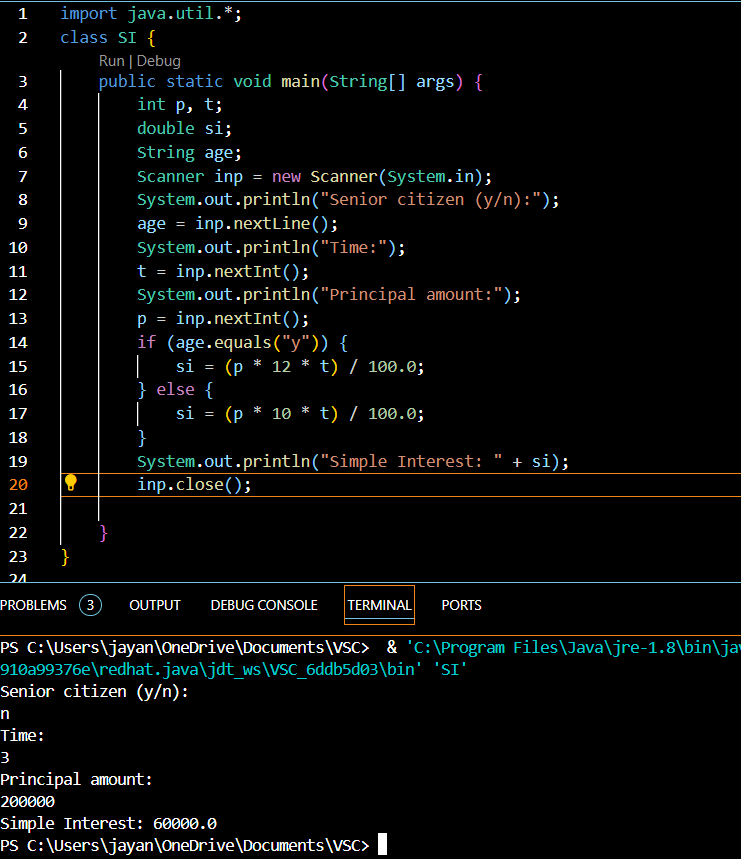 1 import java.util.*;
2 class SI {
Run | Debug
3 public static void main(String[] args) {
4 int p, t;
5 double si;
6 String age;
7 Scanner inp = new Scanner(System.in);
8 System.out.println("Senior citizen (y/n):");
9 age = inp.nextLine();
10 System.out.println("Time:");
11 t = inp.nextInt();
12 System.out.println("Principal amount:");
13 p = inp.nextInt();
14 if (age.equals("y")) {
15 si = (p * 12 * t) / 100.0;
16 } else {
17 si = (p * 10 * t) / 100.0;
18 }
19 System.out.println("Simple Interest: " + si);
20 inp.close();
21
22 }
23 }
24
PROBLEMS 3 OUTPUT DEBUG CONSOLE TERMINAL PORTS
PS C:\Users\jayan\OneDrive\Documents\VSC> & 'C:\Program Files\Java\jre-1.8\bin\jav
910a99376e\redhat.java\jdt_ws\VSC_6ddb5d03\bin' 'SI'
Senior citizen (y/n):
n
Time:
3
Principal amount:
200000
Simple Interest: 60000.0
PS C:\Users\jayan\OneDrive\Documents\VSC>